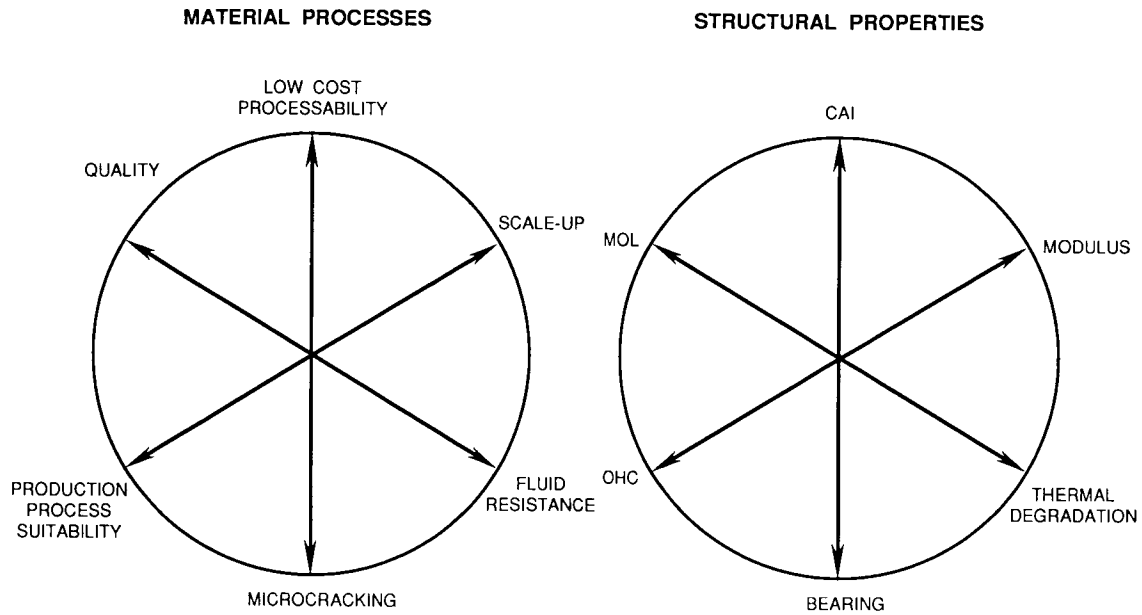 MATERIAL PROCESSES
LOW COST
PROCESSABILITY
QUALITY
SCALE-UP
PRODUCTION
PROCESS
SUITABILITY
FLUID
RESISTANCE
MICROCRACKING
STRUCTURAL PROPERTIES
CAI
MOL
MODULUS
OHC
THERMAL
DEGRADATION
BEARING